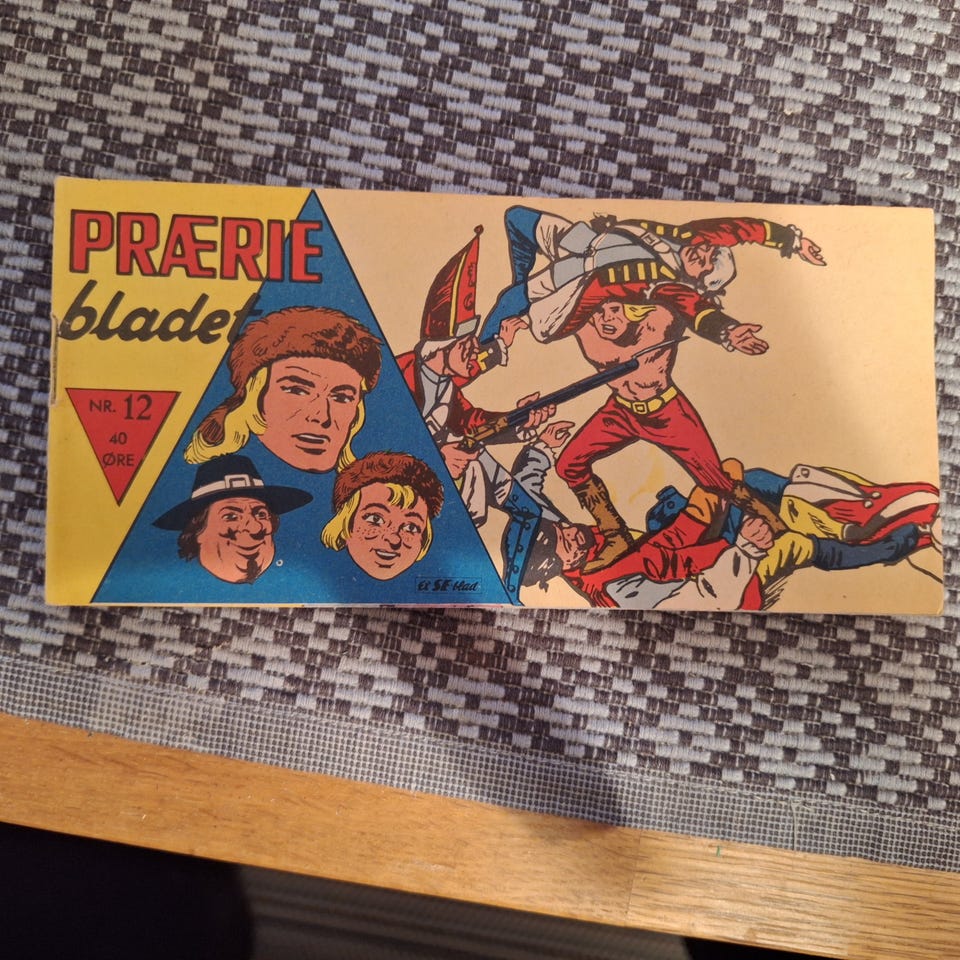 PRÆRIE
bladet
NR. 12
40
ØRE
Et SE-blad